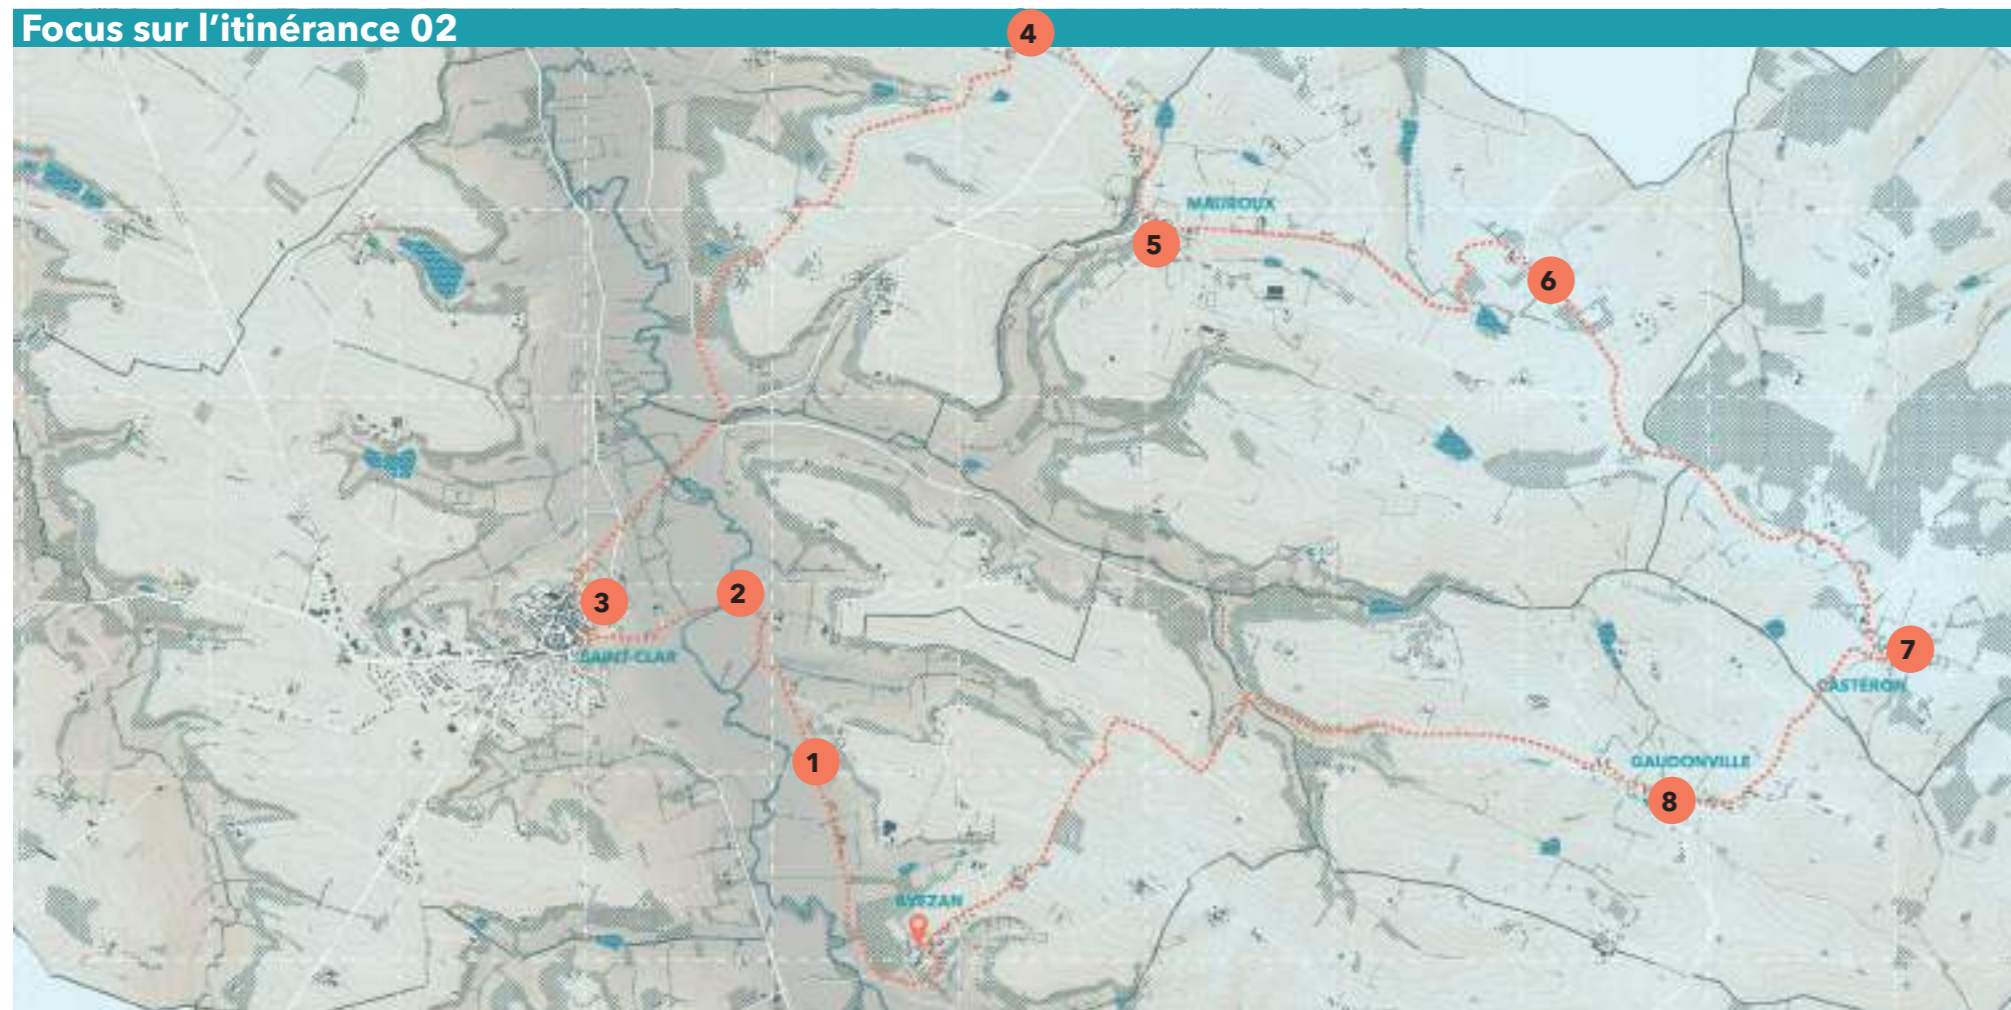 Focus sur l’itinérance 02
4
MAUROUX
5
6
2
3
SAINT-CLAR
7
CASTERON
1
GAUDONVILLE
8
AVEZAN